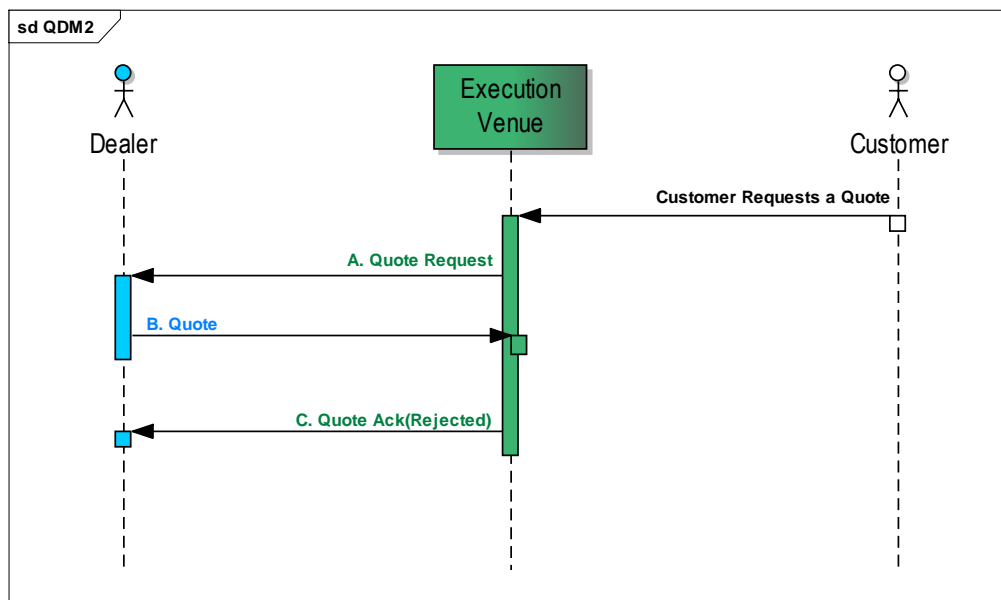 sd QDM2
Execution
Venue
Dealer
Customer
Customer Requests a Quote
A. Quote Request
B. Quote
C. Quote Ack(Rejected)